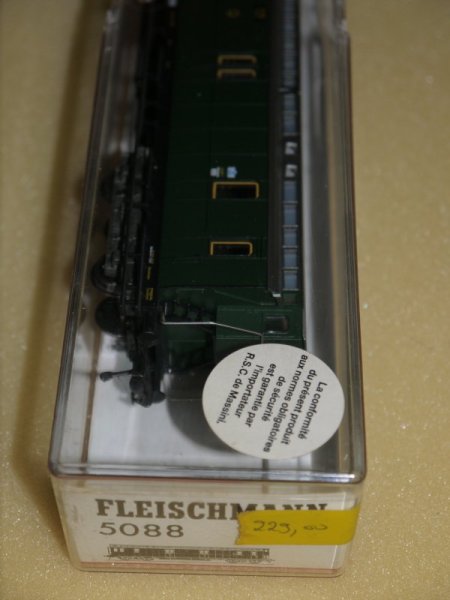 La conformité
du présent produit
aux normes obligatoires
de sécurité
est garantie par
l'importateur
R.S.C. de Massini,
FLEISCHMANN
5088
229,00